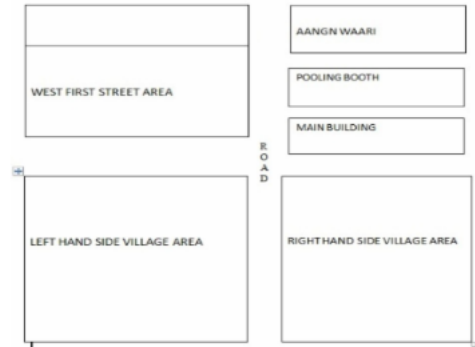 AANGN WAARI
POOLING BOOTH
WEST FIRST STREET AREA
MAIN BUILDING
ROAD
LEFT HAND SIDE VILLAGE AREA
RIGHT HAND SIDE VILLAGE AREA